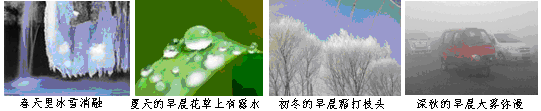 春天里冰雪消融
夏天的早晨花草上有露水
初冬的早晨霜打枝头
深秋的早晨大雾弥漫